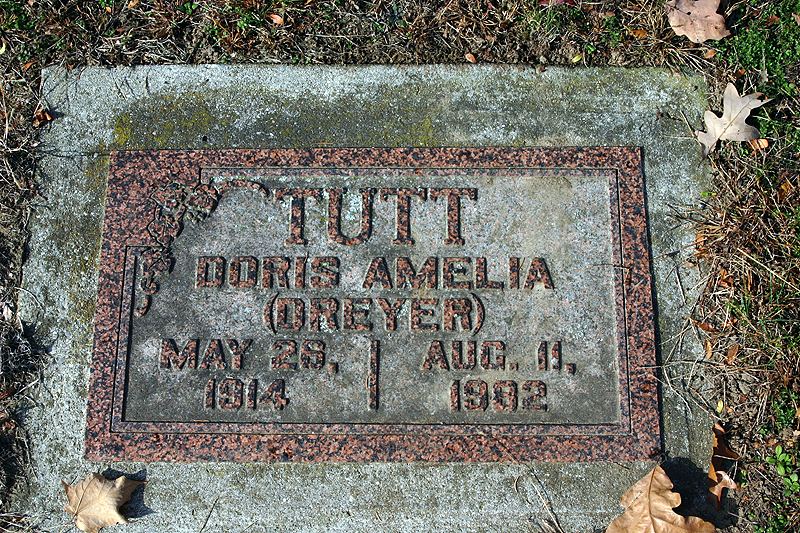 TUTT
DORIS AMELIA
(DREYER)
MAY 28, AUG. 11,
1914 1982